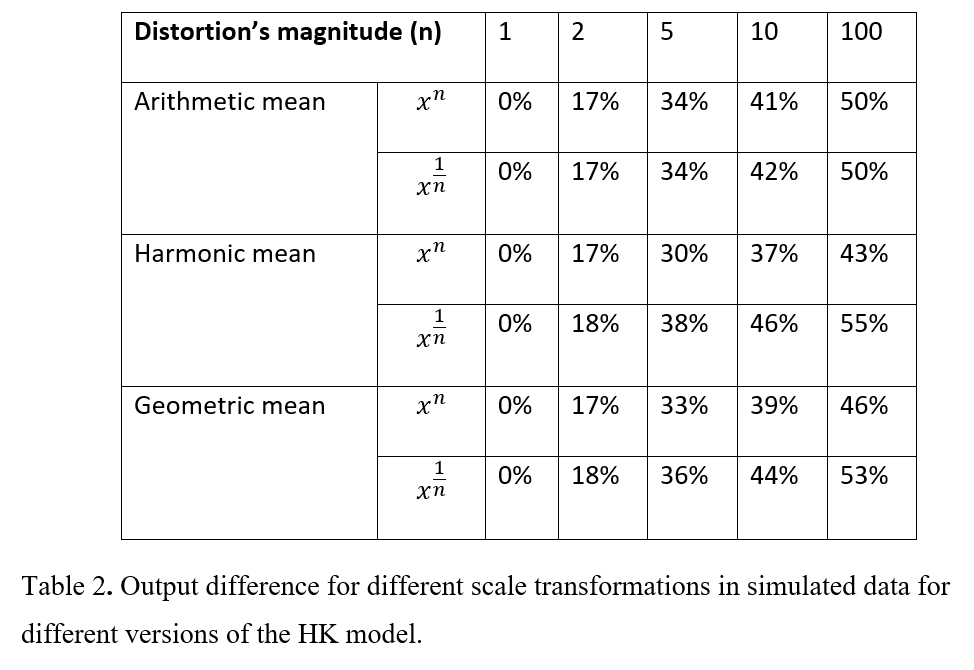 Distortion’s magnitude (n) 1 2 5 10 100
Arithmetic mean xⁿ 0% 17% 34% 41% 50%
x^(1/n) 0% 17% 34% 42% 50%
Harmonic mean xⁿ 0% 17% 30% 37% 43%
x^(1/n) 0% 18% 38% 46% 55%
Geometric mean xⁿ 0% 17% 33% 39% 46%
x^(1/n) 0% 18% 36% 44% 53%
Table 2. Output difference for different scale transformations in simulated data for
different versions of the HK model.